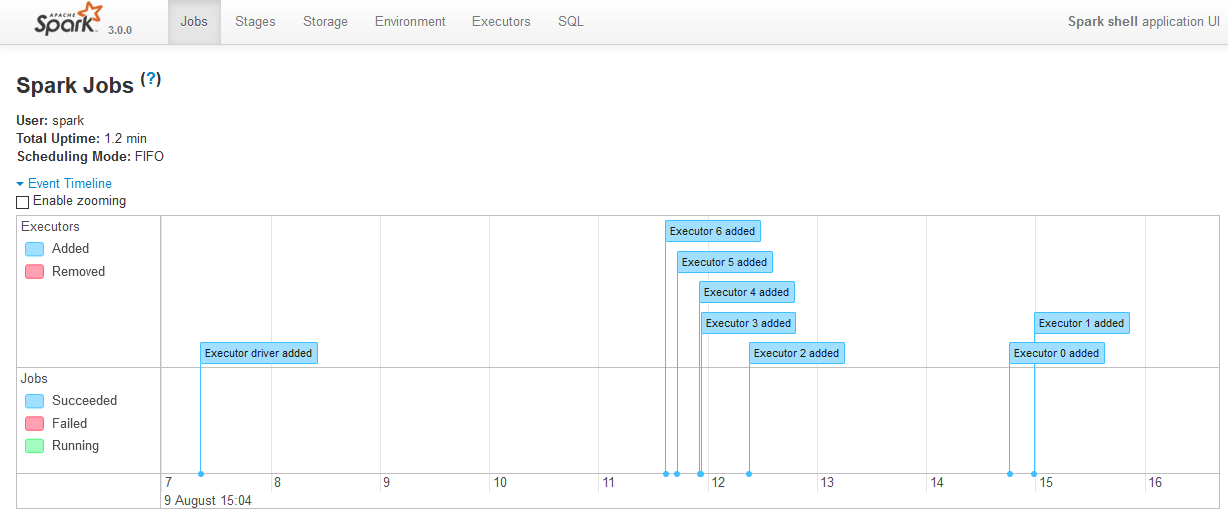 APACHE
Spark 3.0.0 Jobs Stages Storage Environment Executors SQL Spark shell application UI
Spark Jobs (?)
User: spark
Total Uptime: 1.2 min
Scheduling Mode: FIFO
Event Timeline
Enable zooming
Executors
Added
Removed
Executor 6 added
Executor 5 added
Executor 4 added
Executor 3 added
Executor 1 added
Executor driver added
Executor 2 added
Executor 0 added
Jobs
Succeeded
Failed
Running
7 8 9 10 11 12 13 14 15 16
9 August 15:04